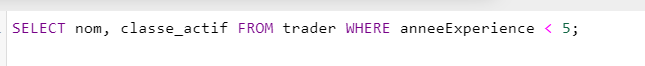 SELECT nom, classe_actif FROM trader WHERE anneeExperience < 5;